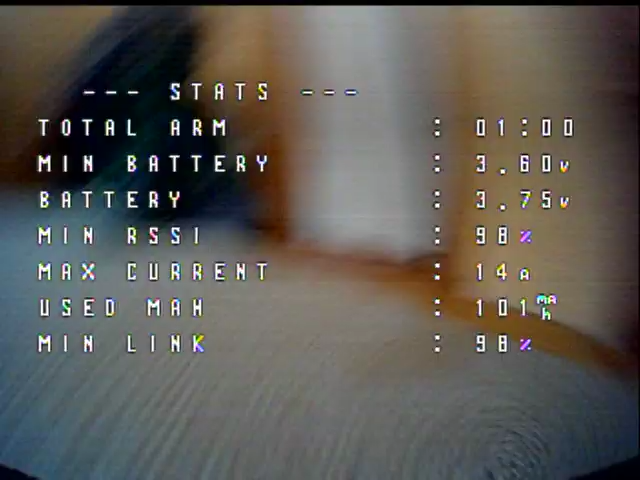 --- STATS ---
TOTAL ARM : 01:00
MIN BATTERY : 3.60V
BATTERY : 3.75V
MIN RSSI : 98%
MAX CURRENT : 14A
USED MAH : 101mAh
MIN LINK : 98%